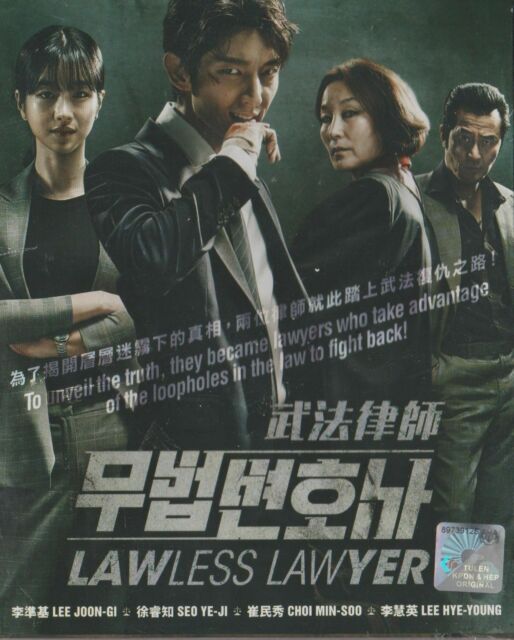 為了揭開層層迷霧下的真相，兩位律師就此踏上武法復仇之路！
To unveil the truth, they became lawyers who take advantage
of the loopholes in the law to fight back!
武法律師
무법변호사
LAWLESS LAWYER
TULEN
KPDN & HEP
ORIGINAL
李準基 LEE JOON-GI 徐睿知 SEO YE-JI 崔民秀 CHOI MIN-SOO 李慧英 LEE HYE-YOUNG